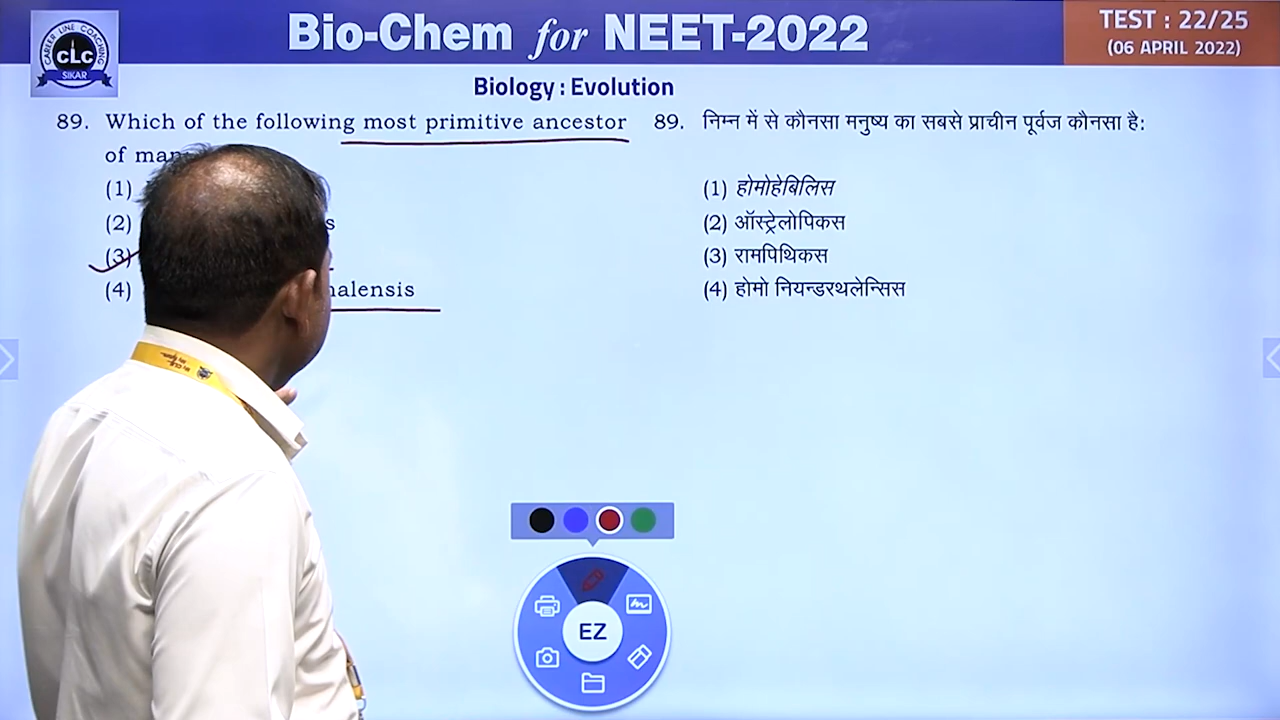 CAREER LINE COACHING
CLC
SIKAR
Bio-Chem for NEET-2022
TEST : 22/25
(06 APRIL 2022)
Biology : Evolution
89. Which of the following most primitive ancestor
of man
(1)
(2)
(3)
(4)
89. निम्न में से कौनसा मनुष्य का सबसे प्राचीन पूर्वज कौनसा है:
(1) होमोहेबिलिस
(2) ऑस्ट्रेलोपिकस
(3) रामपिथिकस
(4) होमो नियन्डरथलेन्सिस
EZ